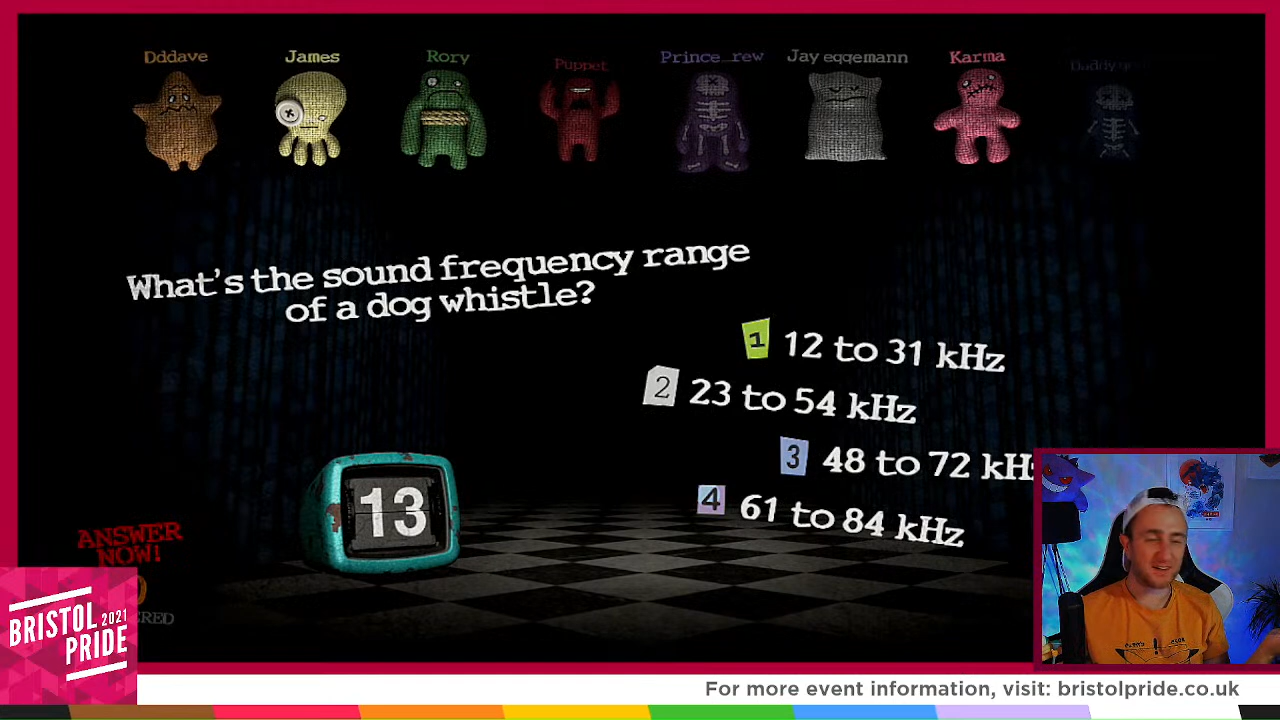 Dddave
James
Rory
Puppet
Prince_rew
Jay eggemann
Karma
What's the sound frequency range
of a dog whistle?
1 12 to 31 kHz
2 23 to 54 kHz
3 48 to 72 kHz
4 61 to 84 kHz
13
ANSWER
NOW!
BRISTOL 2021
PRIDE
For more event information, visit: bristolpride.co.uk